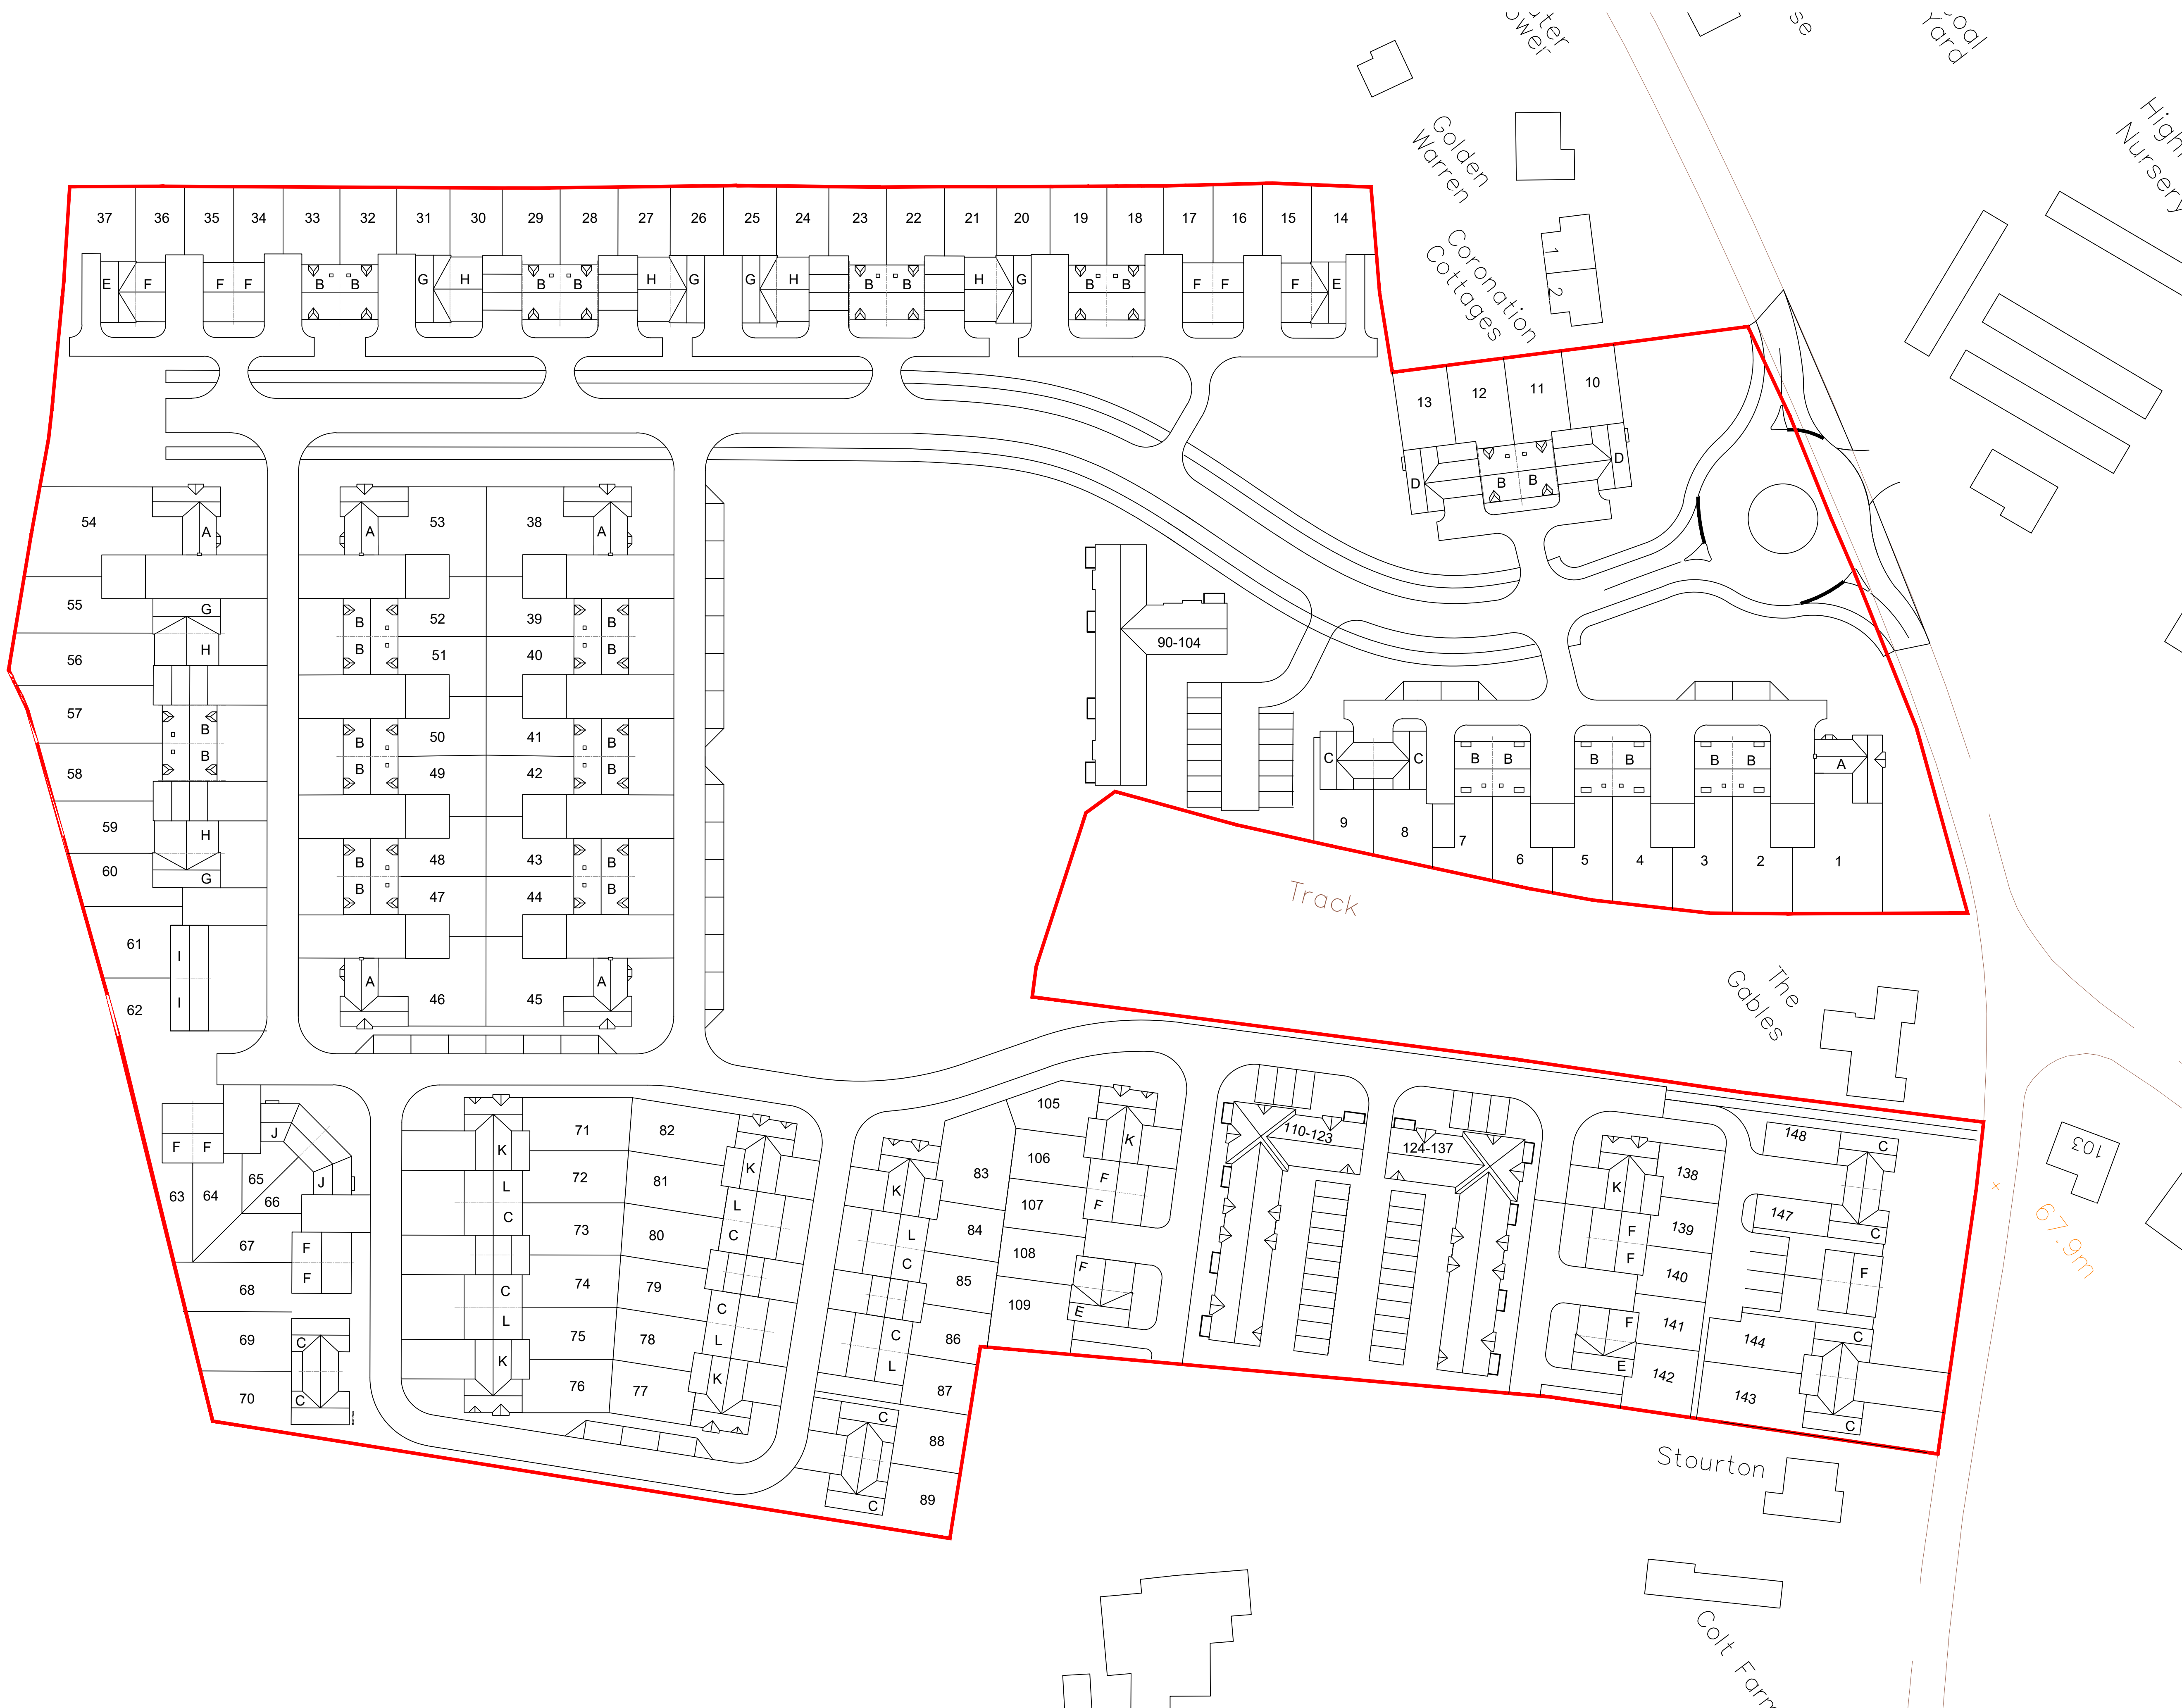 Golden
Warren
Coronation
Cottages
1
2
37 36 35 34 33 32 31 30 29 28 27 26 25 24 23 22 21 20 19 18 17 16 15 14
E F F F B B G H B B H G G H B B H G B B F F F E
13 12 11 10
D B B D
54 A A 53 38 A
55 G B 52 39 B
56 H B 51 40 B
90-104
57 B B 50 41 B
58 B B 49 42 B
C C B B B B B B A
59 H B 48 43 B
9 8 7 6 5 4 3 2 1
60 G B 47 44 B
61 I A 46 45 A
62 I
Track
The
Gables
63 F F 64 65 J 66 J
67 F
68 F
69 C
70 C
71 K 82 K
72 L 81 L
73 C 80 C
74 C 79 C
75 L 78 L
76 K 77 K
83 K
84 L
85 C
86 C
87 L
88 C
89 C
105 K
106 F
107 F
108 F
109 E
110-123
124-137
138 K
139 F
140 F
141 F
142 E
148 C
147 C
F
144 C
143 C
103
67.9m
Stourton
Colt Farm